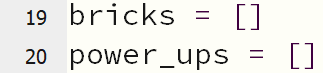 19 bricks = []
20 power_ups = []